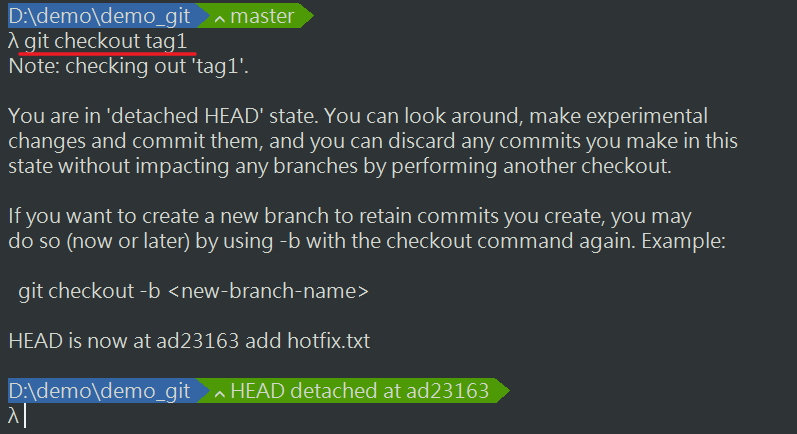 D:\demo\demo_git ^ master
λ git checkout tag1
Note: checking out 'tag1'.
You are in 'detached HEAD' state. You can look around, make experimental
changes and commit them, and you can discard any commits you make in this
state without impacting any branches by performing another checkout.
If you want to create a new branch to retain commits you create, you may
do so (now or later) by using -b with the checkout command again. Example:
git checkout -b <new-branch-name>
HEAD is now at ad23163 add hotfix.txt
D:\demo\demo_git ^ HEAD detached at ad23163
λ